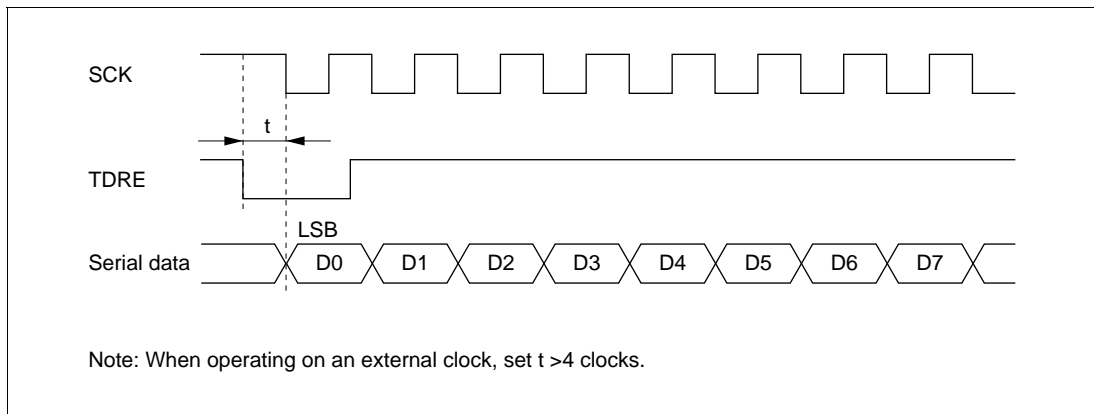 SCK
t
TDRE
LSB
Serial data D0 D1 D2 D3 D4 D5 D6 D7
Note: When operating on an external clock, set t >4 clocks.